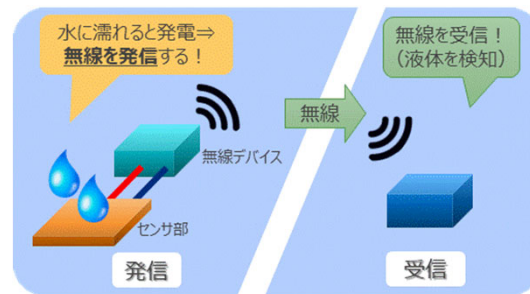 水に濡れると発電⇒
無線を発信する！
無線を受信！
（液体を検知）
無線
無線デバイス
センサ部
発信
受信